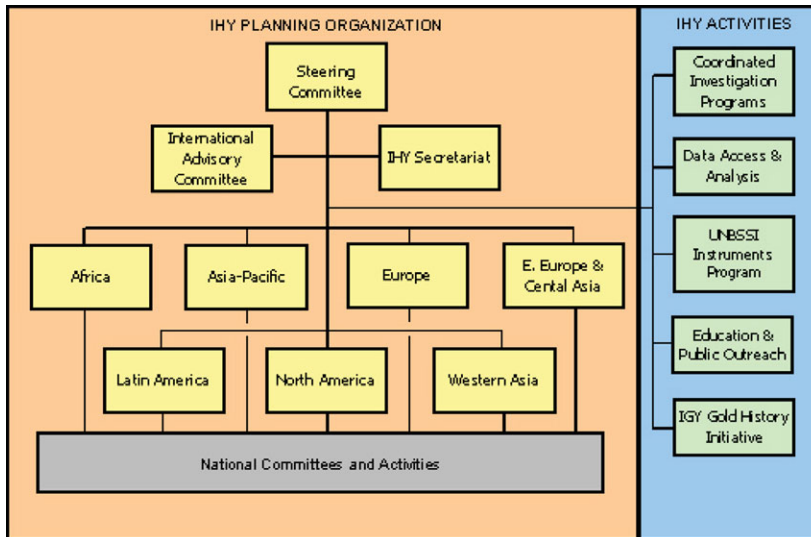 IHY PLANNING ORGANIZATION
Steering
Committee
International
Advisory
Committee
IHY Secretariat
Africa
Asia-Pacific
Europe
E. Europe &
Cental Asia
Latin America
North America
Western Asia
National Committees and Activities
IHY ACTIVITIES
Coordinated
Investigation
Programs
Data Access &
Analysis
UNBSSI
Instruments
Program
Education &
Public Outreach
IGY Gold History
Initiative